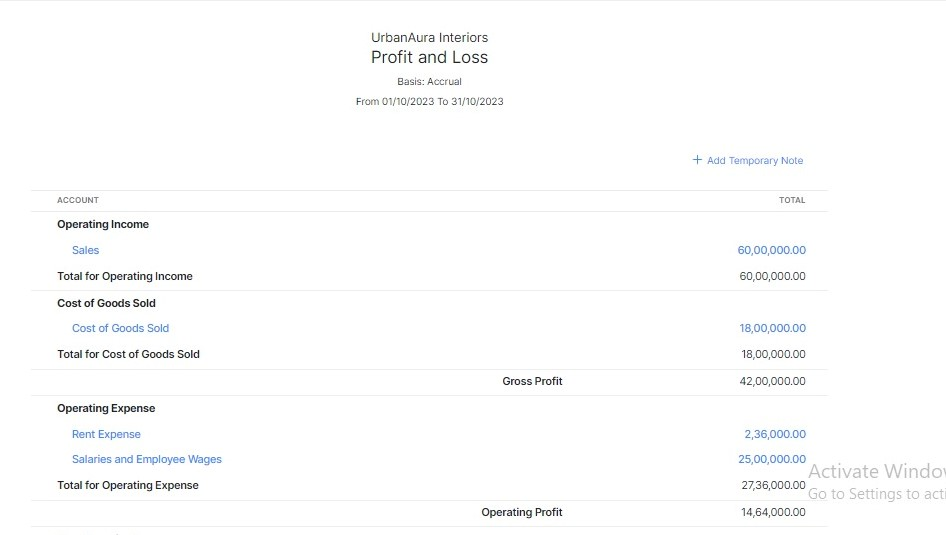 UrbanAura Interiors
Profit and Loss
Basis: Accrual
From 01/10/2023 To 31/10/2023
+ Add Temporary Note
ACCOUNT TOTAL
Operating Income
Sales 60,00,000.00
Total for Operating Income 60,00,000.00
Cost of Goods Sold
Cost of Goods Sold 18,00,000.00
Total for Cost of Goods Sold 18,00,000.00
Gross Profit 42,00,000.00
Operating Expense
Rent Expense 2,36,000.00
Salaries and Employee Wages 25,00,000.00
Activate Windo
Total for Operating Expense 27,36,000.00
Go to Settings to acti
Operating Profit 14,64,000.00